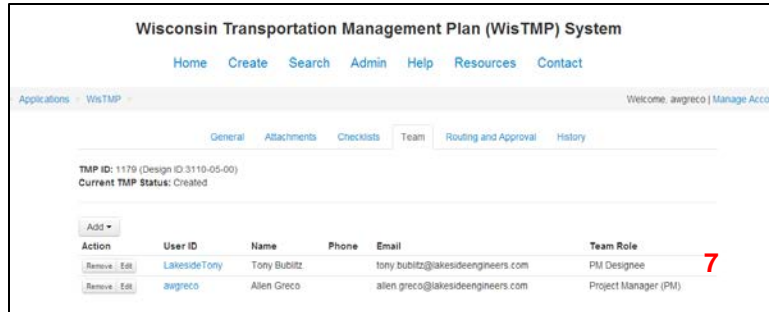 Wisconsin Transportation Management Plan (WisTMP) System
Home Create Search Admin Help Resources Contact
Applications WisTMP Welcome, awgreco | Manage Acco
General Attachments Checklists Team Routing and Approval History
TMP ID: 1179 (Design ID:3110-05-00)
Current TMP Status: Created
Add
Action User ID Name Phone Email Team Role
Remove Edit LakesideTony Tony Bublitz tony.bublitz@lakesideengineers.com PM Designee 7
Remove Edit awgreco Allen Greco allen.greco@lakesideengineers.com Project Manager (PM)